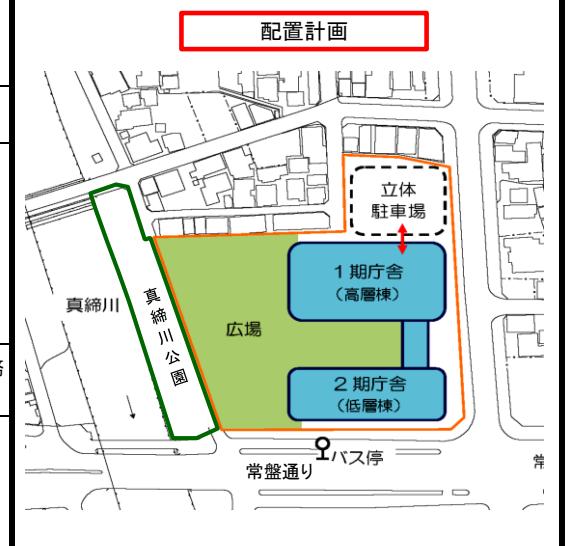 配置計画
立体
駐車場
1期庁舎
（高層棟）
真締川
真締川公園
広場
2期庁舎
（低層棟）
バス停
常盤通り
務
常